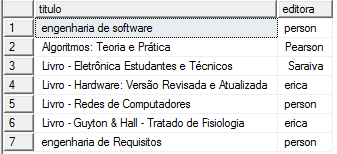 titulo editora
1 engenharia de software person
2 Algoritmos: Teoria e Prática Pearson
3 Livro - Eletrônica Estudantes e Técnicos Saraiva
4 Livro - Hardware: Versão Revisada e Atualizada erica
5 Livro - Redes de Computadores person
6 Livro - Guyton & Hall - Tratado de Fisiologia erica
7 engenharia de Requisitos person